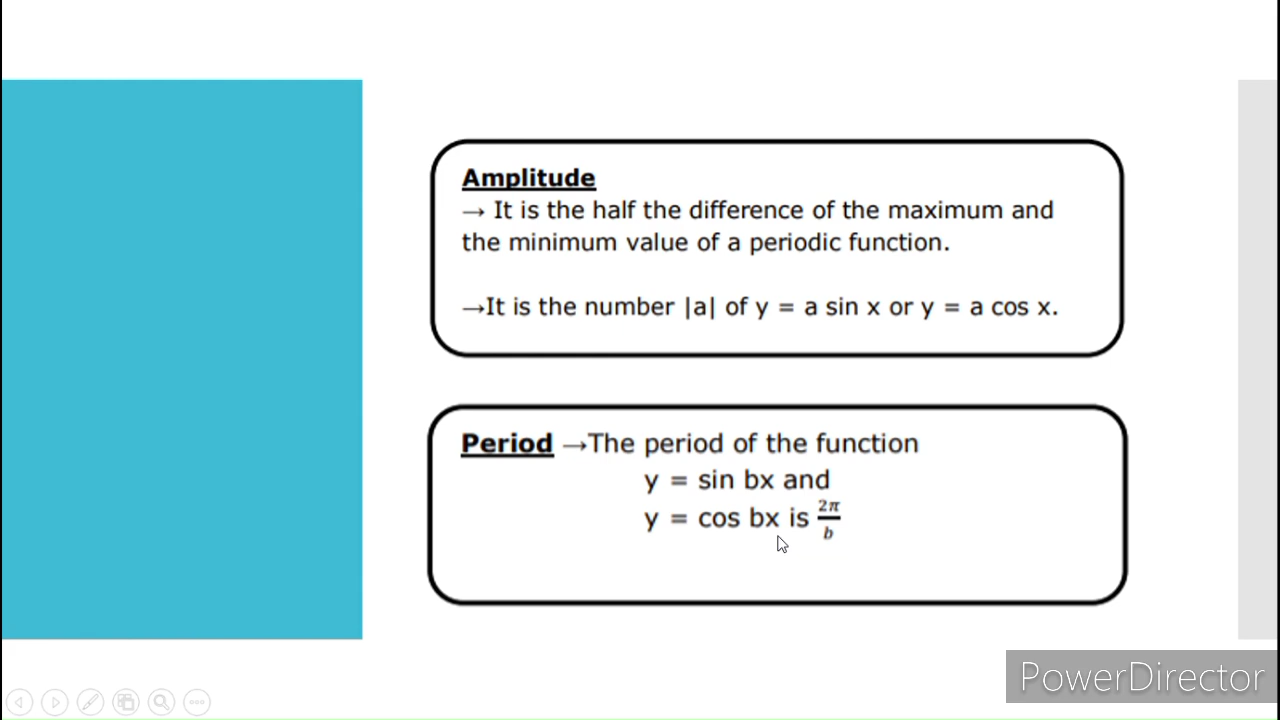 Amplitude
→ It is the half the difference of the maximum and
the minimum value of a periodic function.
→It is the number |a| of y = a sin x or y = a cos x.
Period →The period of the function
y = sin bx and
y = cos bx is 2π/b
PowerDirector